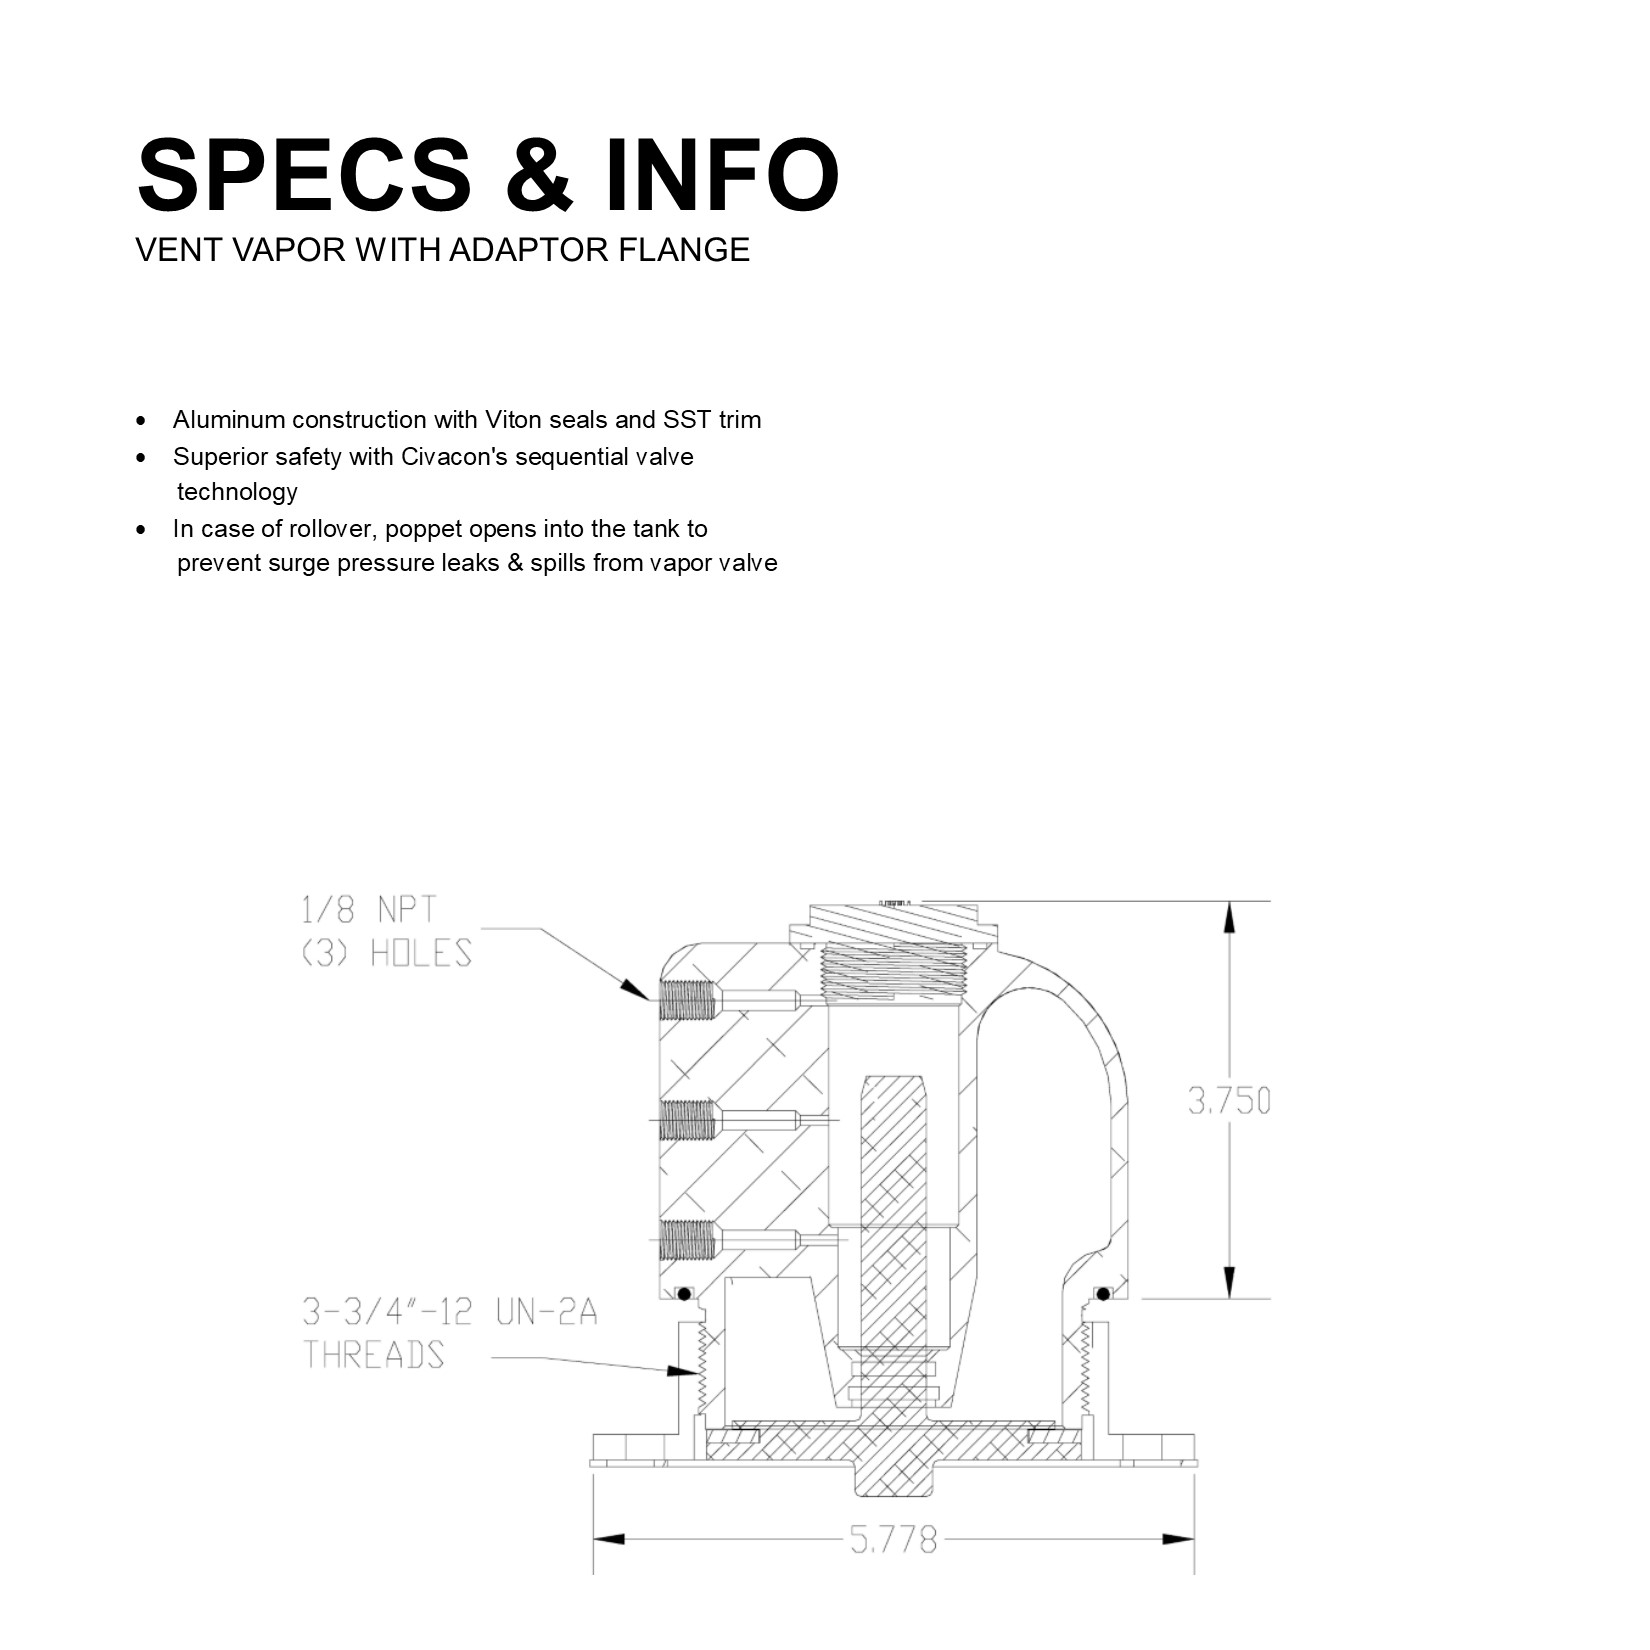 SPECS & INFO
VENT VAPOR WITH ADAPTOR FLANGE
• Aluminum construction with Viton seals and SST trim
• Superior safety with Civacon's sequential valve
technology
• In case of rollover, poppet opens into the tank to
prevent surge pressure leaks & spills from vapor valve
1/8 NPT
(3) HOLES
3.750
3-3/4"-12 UN-2A
THREADS
5.778